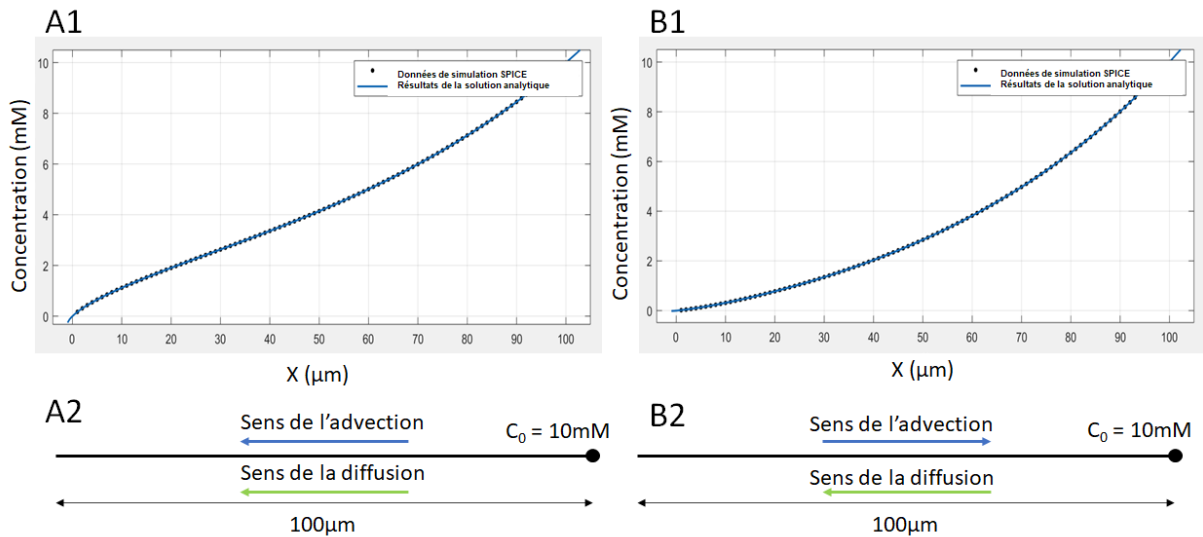 A1
10
8
6
4
2
0
Concentration (mM)
Données de simulation SPICE
Résultats de la solution analytique
0 10 20 30 40 50 60 70 80 90 100
X (µm)
B1
10
8
6
4
2
0
Concentration (mM)
Données de simulation SPICE
Résultats de la solution analytique
0 10 20 30 40 50 60 70 80 90 100
X (µm)
A2
Sens de l'advection
C0 = 10mM
Sens de la diffusion
100µm
B2
Sens de l'advection
C0 = 10mM
Sens de la diffusion
100µm